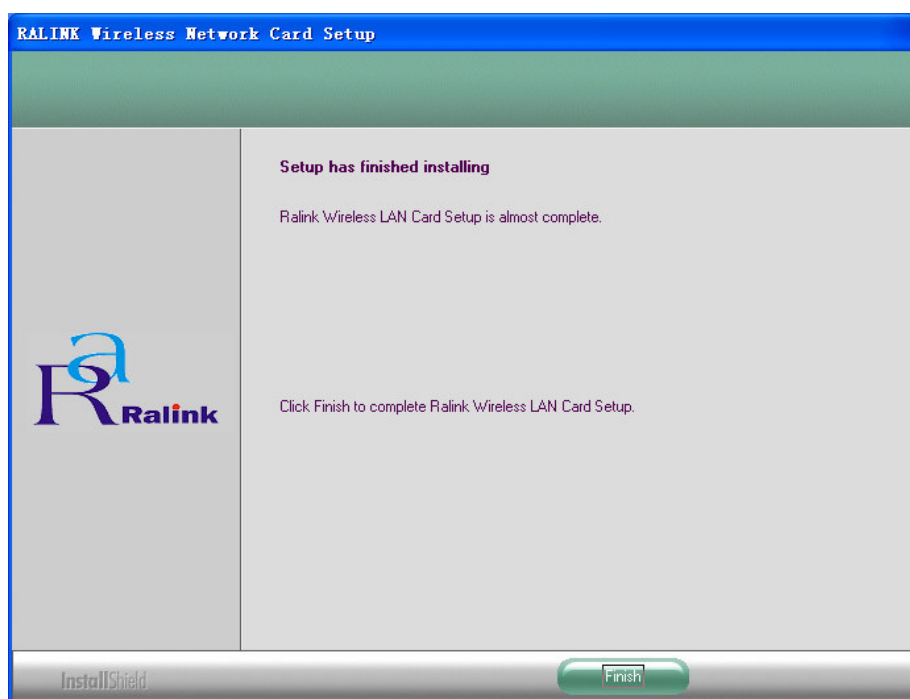 RALINK Wireless Network Card Setup
Setup has finished installing
Ralink Wireless LAN Card Setup is almost complete.
Ra
Ralink
Click Finish to complete Ralink Wireless LAN Card Setup.
InstallShield
Finish